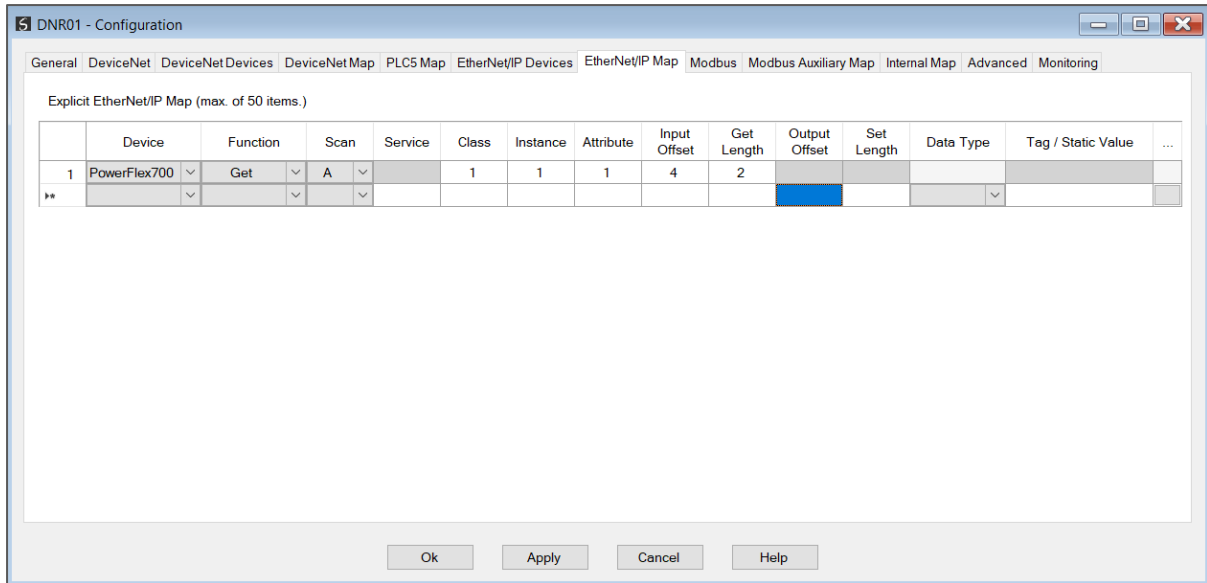 DNR01 - Configuration
General DeviceNet DeviceNet Devices DeviceNet Map PLC5 Map EtherNet/IP Devices EtherNet/IP Map Modbus Modbus Auxiliary Map Internal Map Advanced Monitoring
Explicit EtherNet/IP Map (max. of 50 items.)
Device Function Scan Service Class Instance Attribute Input Offset Get Length Output Offset Set Length Data Type Tag / Static Value ...
1 PowerFlex700 Get A 1 1 1 4 2
Ok Apply Cancel Help